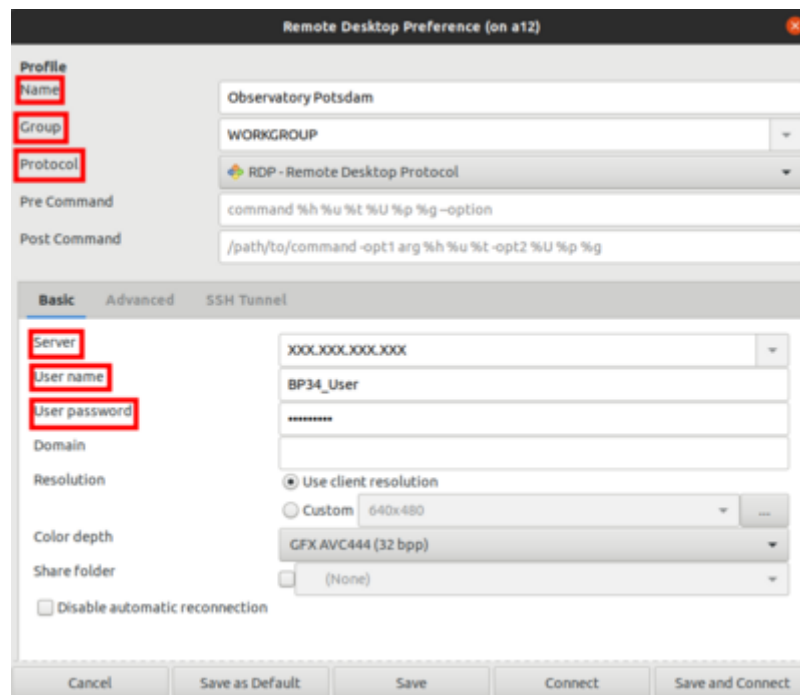 Remote Desktop Preference (on a12)
Profile
Name Observatory Potsdam
Group WORKGROUP
Protocol RDP - Remote Desktop Protocol
Pre Command command %h %u %t %U %p %g --option
Post Command /path/to/command -opt1 arg %h %u %t -opt2 %U %p %g
Basic Advanced SSH Tunnel
Server XXX.XXX.XXX.XXX
User name BP34_User
User password •••••••••
Domain
Resolution Use client resolution
Custom 640x480 ...
Color depth GFX AVC444 (32 bpp)
Share folder (None)
Disable automatic reconnection
Cancel Save as Default Save Connect Save and Connect